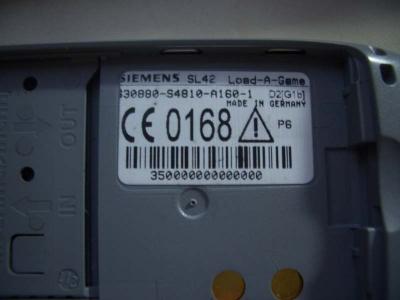 SIEMENS SL42 Load-A-Game
S30880-S4810-A160-1 D2[G1b]
MADE IN GERMANY
CE 0168 P6
350000000000000
OUT
IN